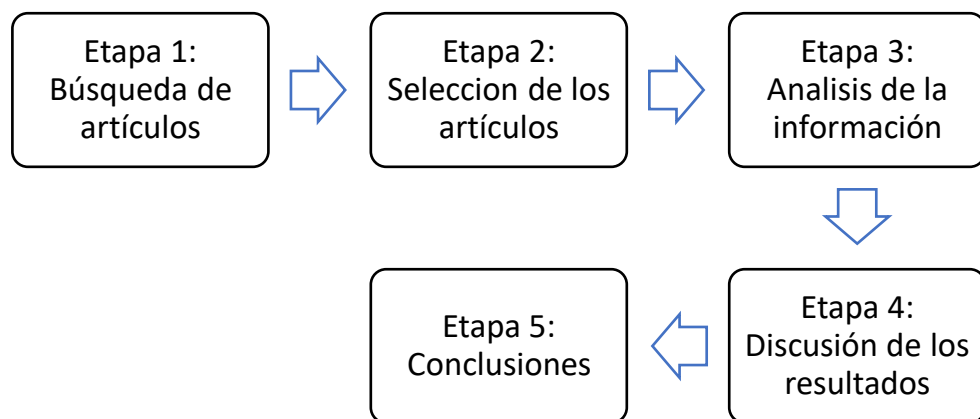 Etapa 1:
Búsqueda de
artículos
Etapa 2:
Seleccion de los
artículos
Etapa 3:
Analisis de la
información
Etapa 4:
Discusión de los
resultados
Etapa 5:
Conclusiones